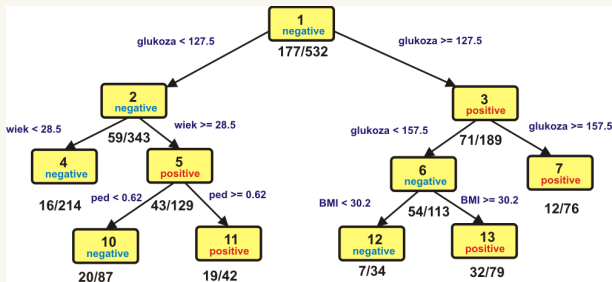 1
negative
glukoza < 127.5
glukoza >= 127.5
177/532
2
negative
3
positive
wiek < 28.5
59/343
wiek >= 28.5
glukoza <157.5
71/189
glukoza >= 157.5
4
negative
5
positive
6
negative
7
positive
16/214
ped < 0.62
43/129
ped >= 0.62
BMI < 30.2
54/113
BMI >= 30.2
12/76
10
negative
11
positive
12
negative
13
positive
20/87
19/42
7/34
32/79